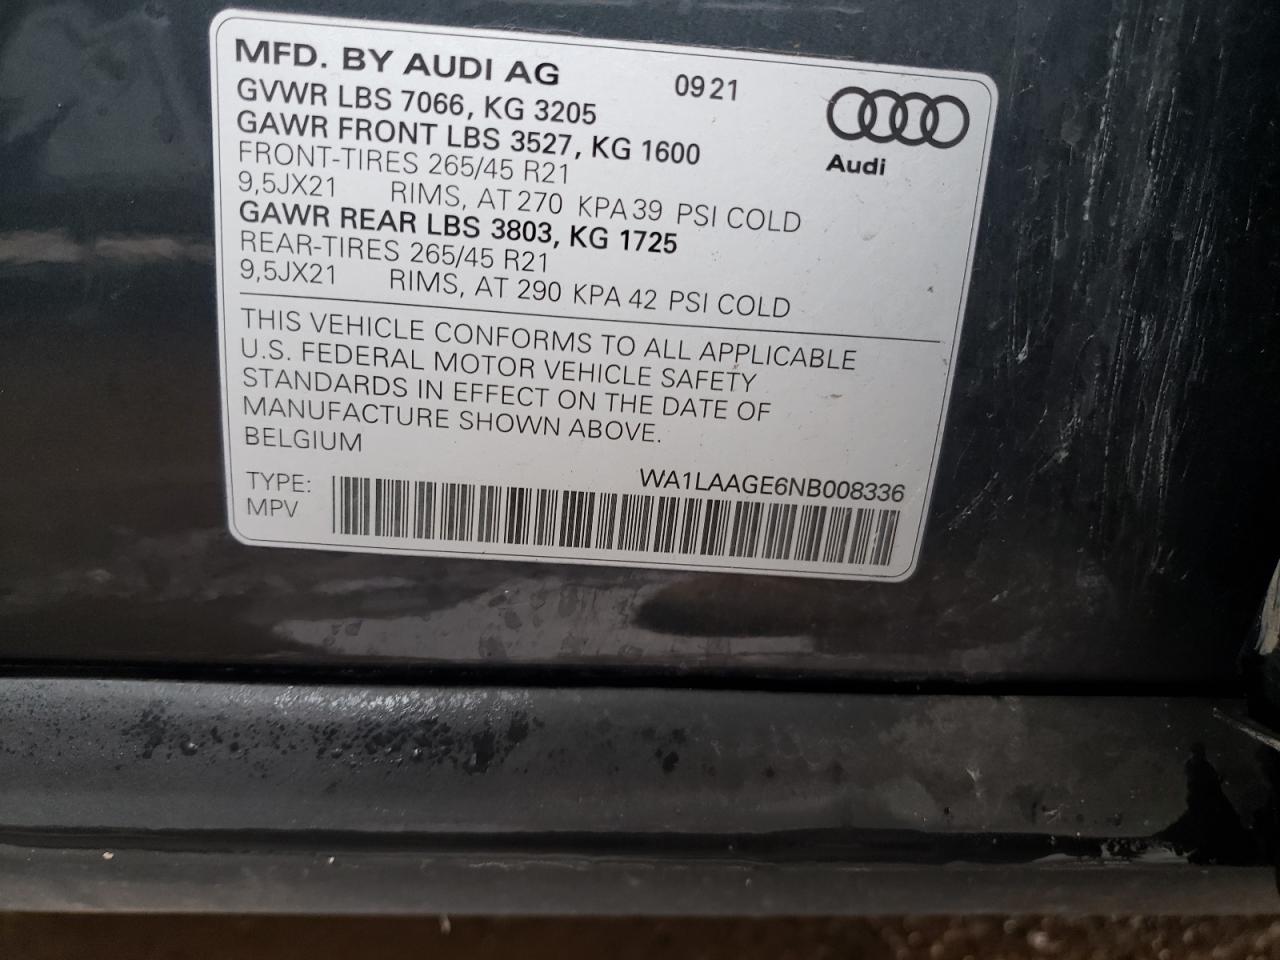 MFD. BY AUDI AG 09 21
GVWR LBS 7066, KG 3205
GAWR FRONT LBS 3527, KG 1600
FRONT-TIRES 265/45 R21
9,5JX21 RIMS, AT 270 KPA 39 PSI COLD
GAWR REAR LBS 3803, KG 1725
REAR-TIRES 265/45 R21
9,5JX21 RIMS, AT 290 KPA 42 PSI COLD
Audi
THIS VEHICLE CONFORMS TO ALL APPLICABLE
U.S. FEDERAL MOTOR VEHICLE SAFETY
STANDARDS IN EFFECT ON THE DATE OF
MANUFACTURE SHOWN ABOVE.
BELGIUM
WA1LAAGE6NB008336
TYPE:
MPV